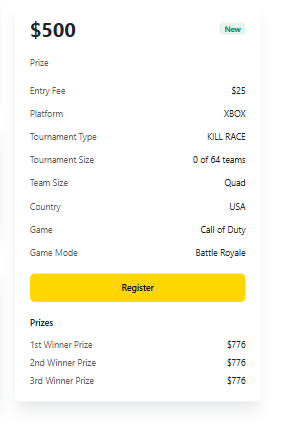 $500 New
Prize
Entry Fee $25
Platform XBOX
Tournament Type KILL RACE
Tournament Size 0 of 64 teams
Team Size Quad
Country USA
Game Call of Duty
Game Mode Battle Royale
Register
Prizes
1st Winner Prize $776
2nd Winner Prize $776
3rd Winner Prize $776